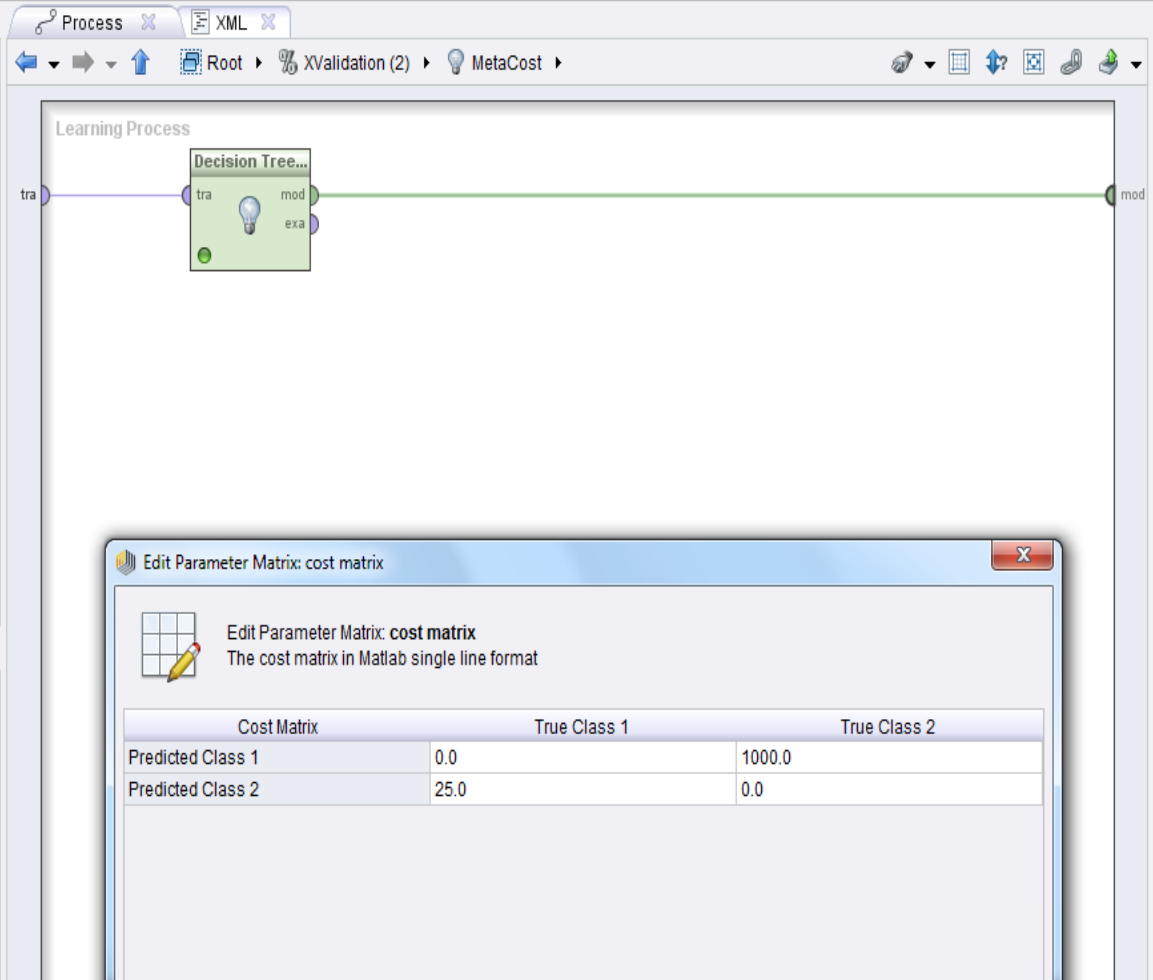 Process XML
Root XValidation (2) MetaCost
Learning Process
Decision Tree...
tra tra mod mod
exa
Edit Parameter Matrix: cost matrix
Edit Parameter Matrix: cost matrix
The cost matrix in Matlab single line format
Cost Matrix True Class 1 True Class 2
Predicted Class 1 0.0 1000.0
Predicted Class 2 25.0 0.0